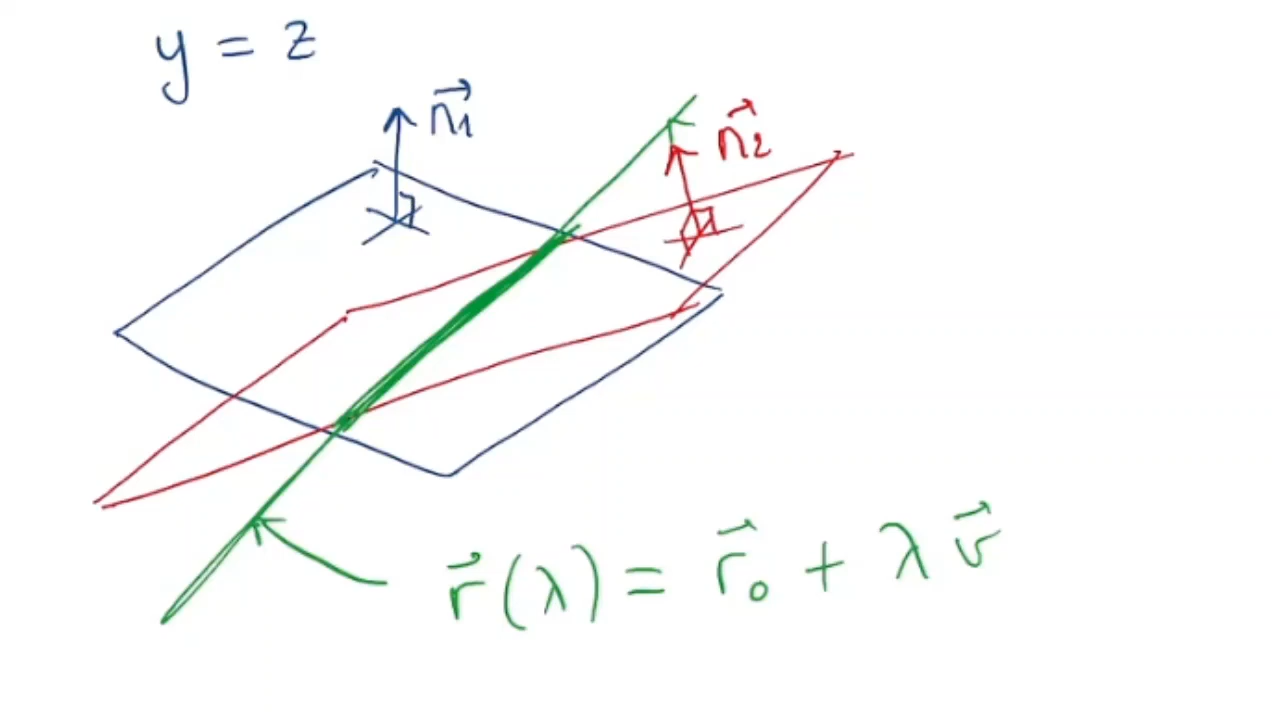 y = z
n⃗1
n⃗2
r⃗(λ) = r⃗₀ + λ v⃗